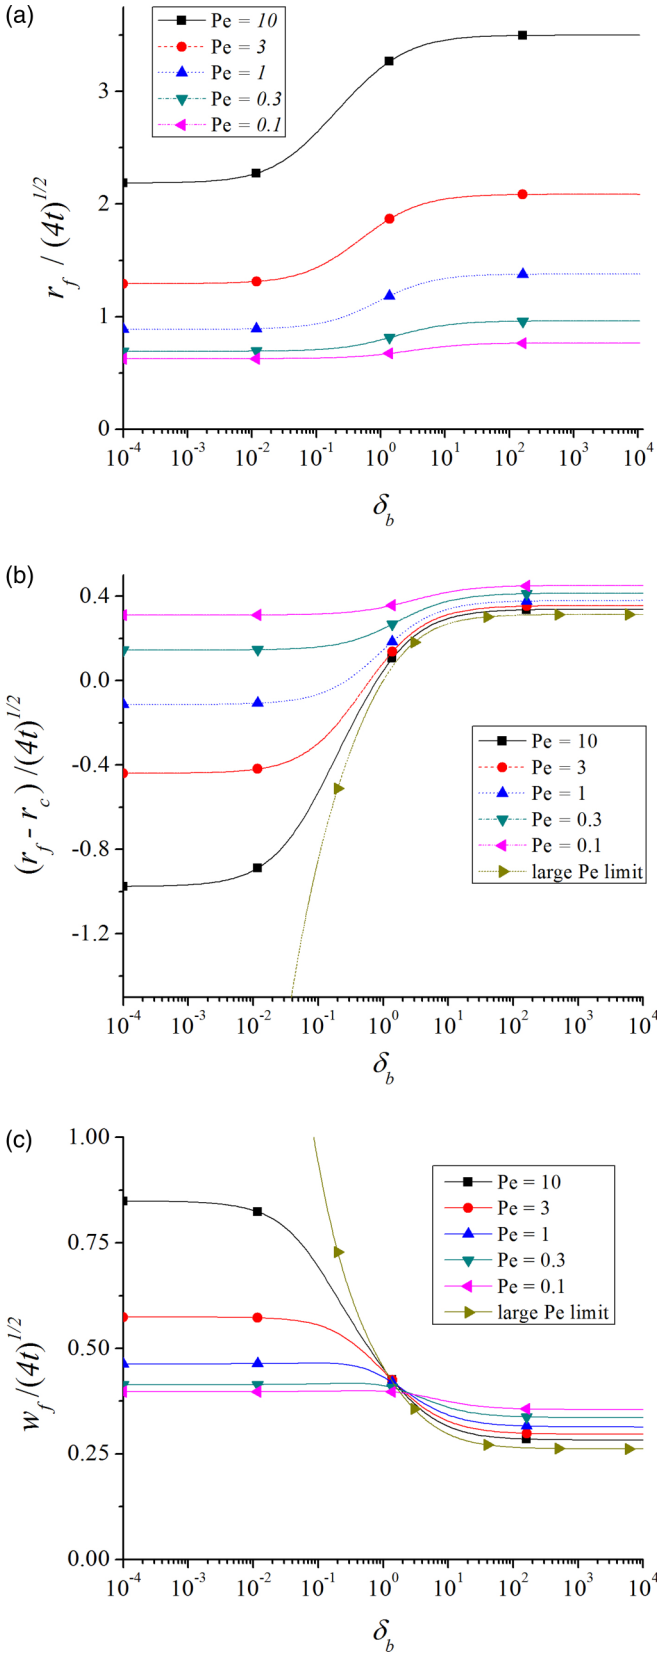 (a)
Pe = 10
Pe = 3
Pe = 1
Pe = 0.3
Pe = 0.1
3
2
1
0
r_f / (4t)^{1/2}
10^{-4} 10^{-3} 10^{-2} 10^{-1} 10^0 10^1 10^2 10^3 10^4
δ_b
(b)
0.4
0.0
-0.4
-0.8
-1.2
(r_f - r_c) / (4t)^{1/2}
Pe = 10
Pe = 3
Pe = 1
Pe = 0.3
Pe = 0.1
large Pe limit
10^{-4} 10^{-3} 10^{-2} 10^{-1} 10^0 10^1 10^2 10^3 10^4
δ_b
(c)
1.00
0.75
0.50
0.25
0.00
w_f /(4t)^{1/2}
Pe = 10
Pe = 3
Pe = 1
Pe = 0.3
Pe = 0.1
large Pe limit
10^{-4} 10^{-3} 10^{-2} 10^{-1} 10^0 10^1 10^2 10^3 10^4
δ_b